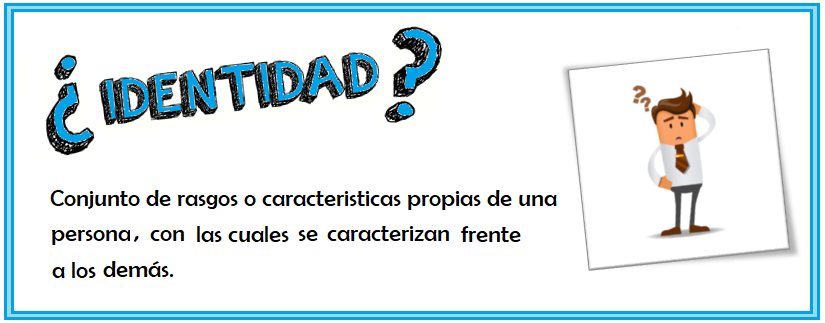 ¿IDENTIDAD?
??
Conjunto de rasgos o caracteristicas propias de una
persona, con las cuales se caracterizan frente
a los demás.